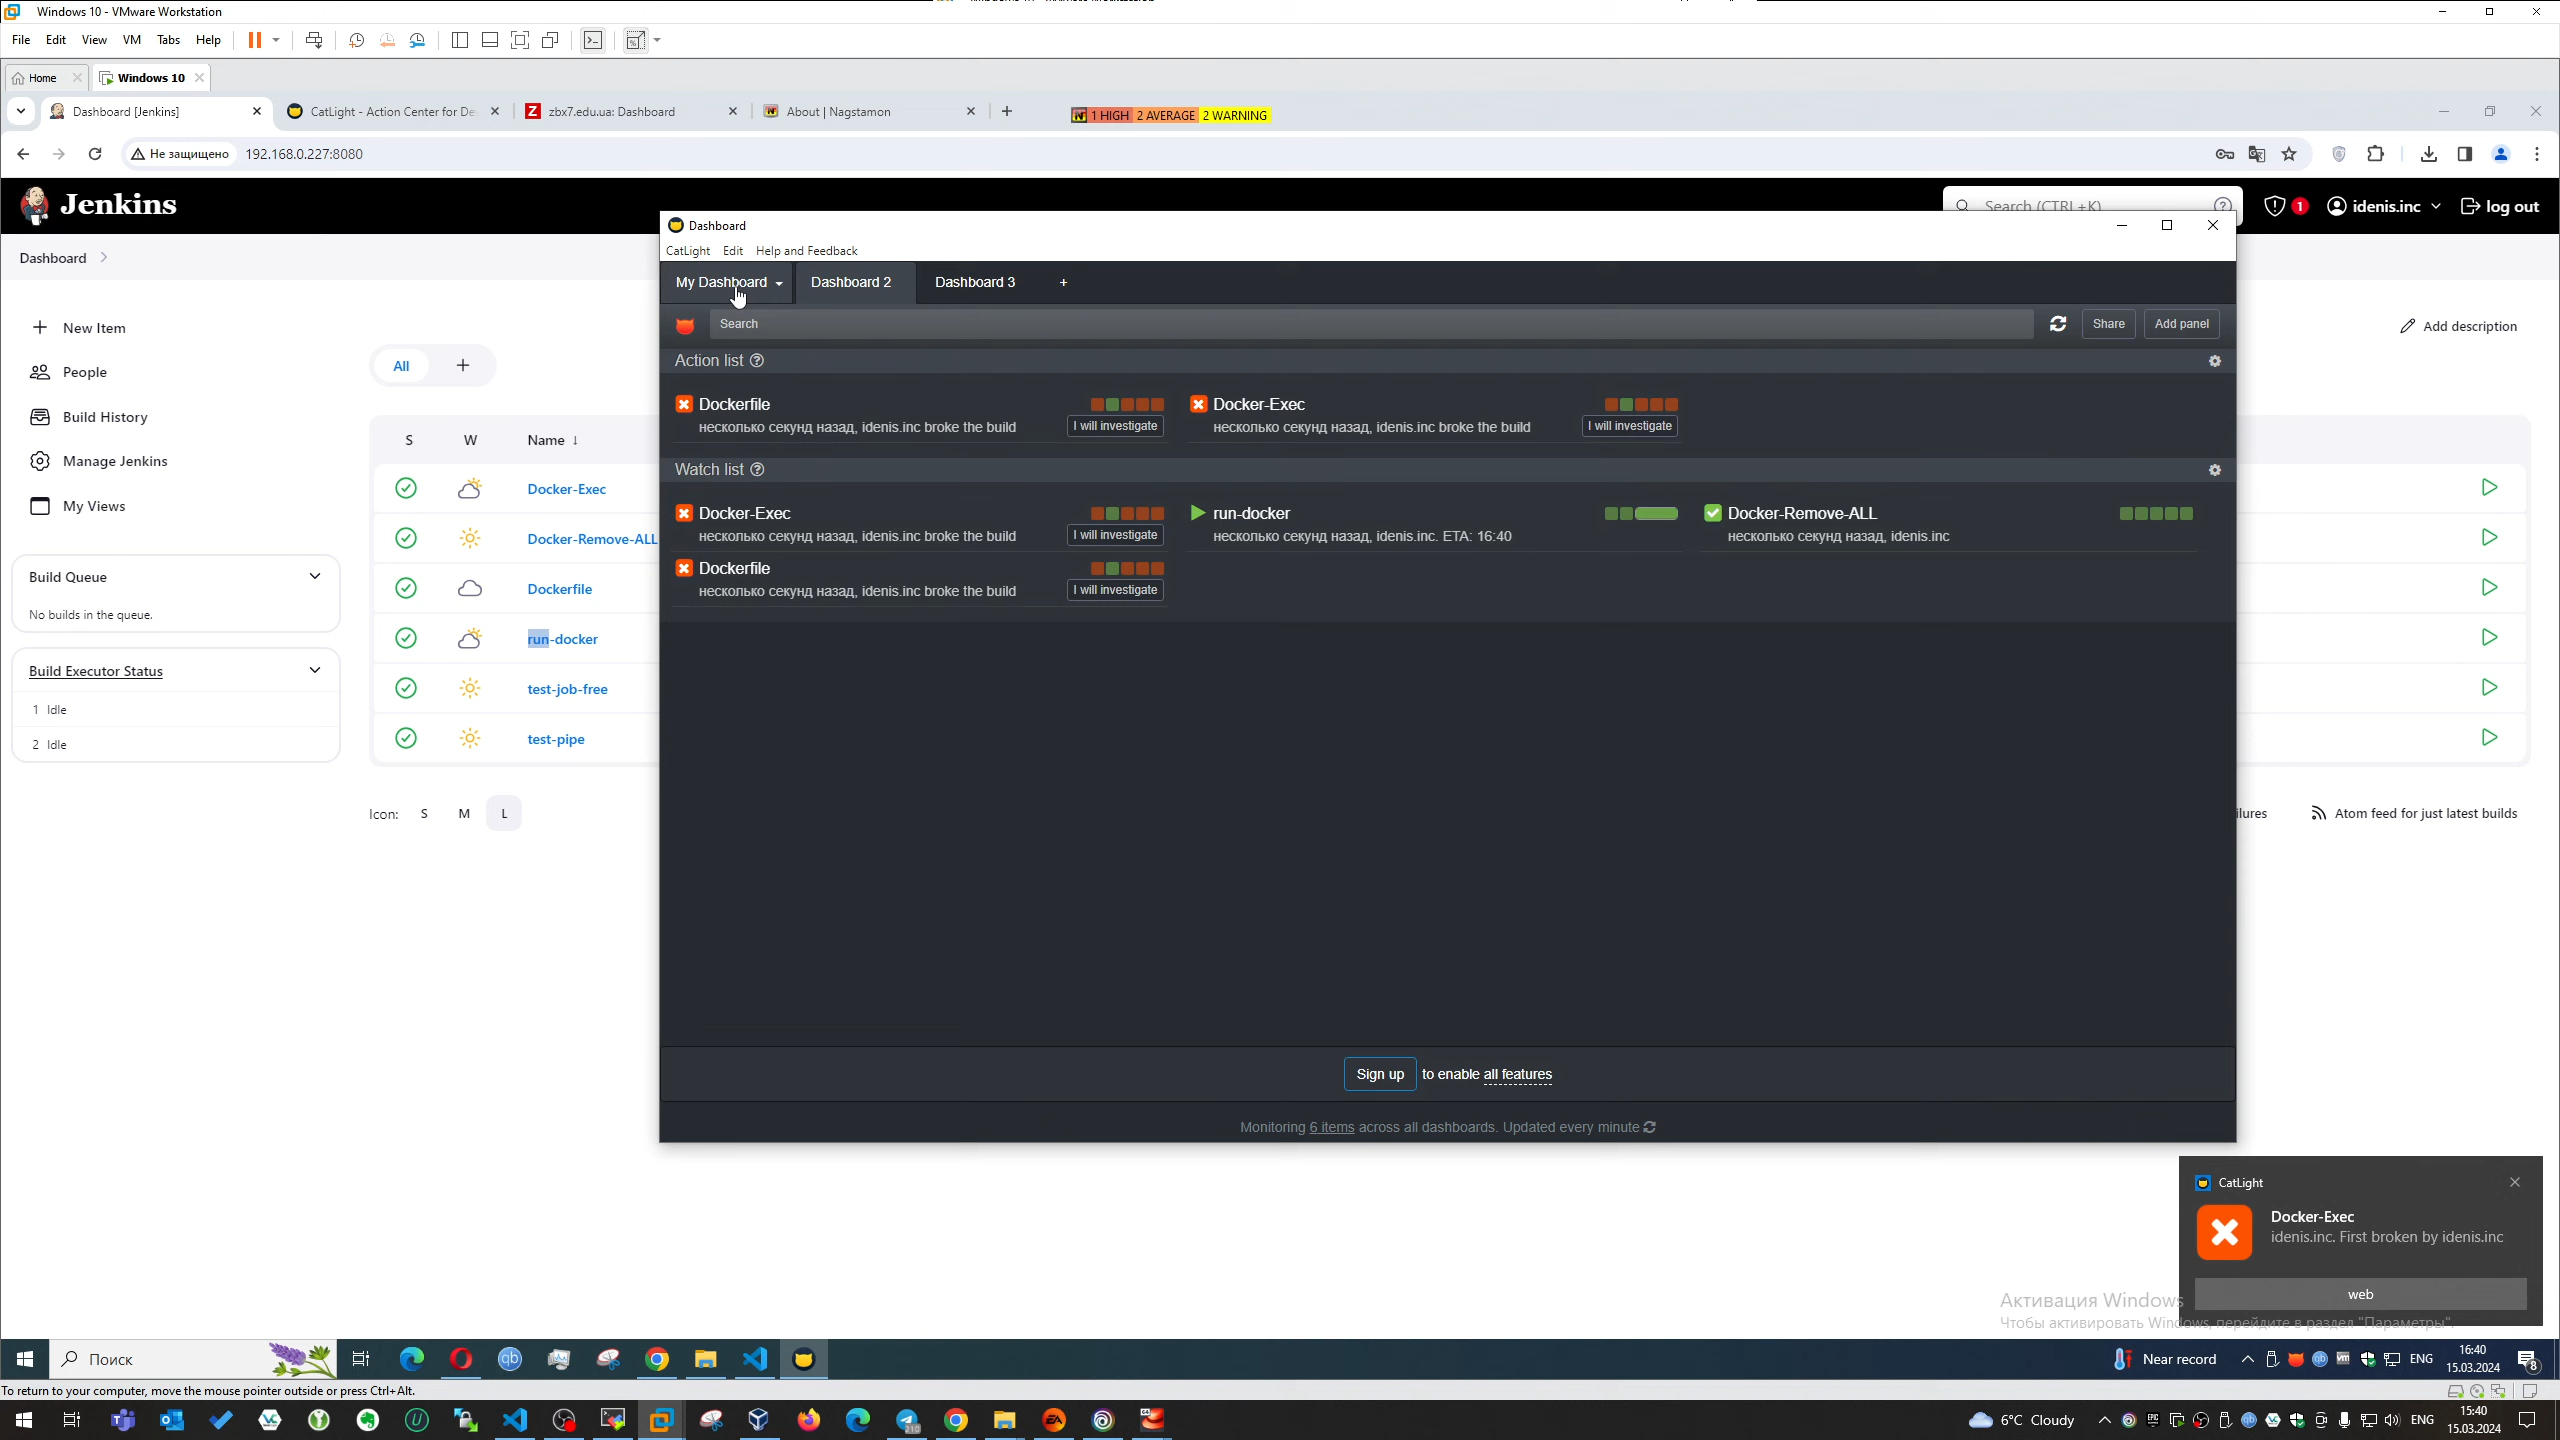 Windows 10 - VMware Workstation
File Edit View VM Tabs Help
Home Windows 10
Dashboard [Jenkins] CatLight - Action Center for De zbx7.edu.ua: Dashboard About | Nagstamon 1 HIGH 2 AVERAGE 2 WARNING
Не защищено 192.168.0.227:8080
Jenkins
Search (CTRL+K) 1 idenis.inc log out
Dashboard
New Item
People
Build History
Manage Jenkins
My Views
Build Queue
No builds in the queue.
Build Executor Status
1 Idle
2 Idle
All +
Add description
S W Name ↓
Docker-Exec
Docker-Remove-ALL
Dockerfile
run-docker
test-job-free
test-pipe
Icon: S M L
ilures Atom feed for just latest builds
Dashboard
CatLight Edit Help and Feedback
My Dashboard Dashboard 2 Dashboard 3 +
Search Share Add panel
Action list
Dockerfile
несколько секунд назад, idenis.inc broke the build I will investigate
Docker-Exec
несколько секунд назад, idenis.inc broke the build I will investigate
Watch list
Docker-Exec
несколько секунд назад, idenis.inc broke the build I will investigate
run-docker
несколько секунд назад, idenis.inc. ETA: 16:40
Docker-Remove-ALL
несколько секунд назад, idenis.inc
Dockerfile
несколько секунд назад, idenis.inc broke the build I will investigate
Sign up to enable all features
Monitoring 6 items across all dashboards. Updated every minute
CatLight
Docker-Exec
idenis.inc. First broken by idenis.inc
web
Активация Windows
Чтобы активировать Windows, перейдите в раздел "Параметры".
Поиск
Near record ENG 16:40
15.03.2024 8
To return to your computer, move the mouse pointer outside or press Ctrl+Alt.
6°C Cloudy ENG 15:40
15.03.2024